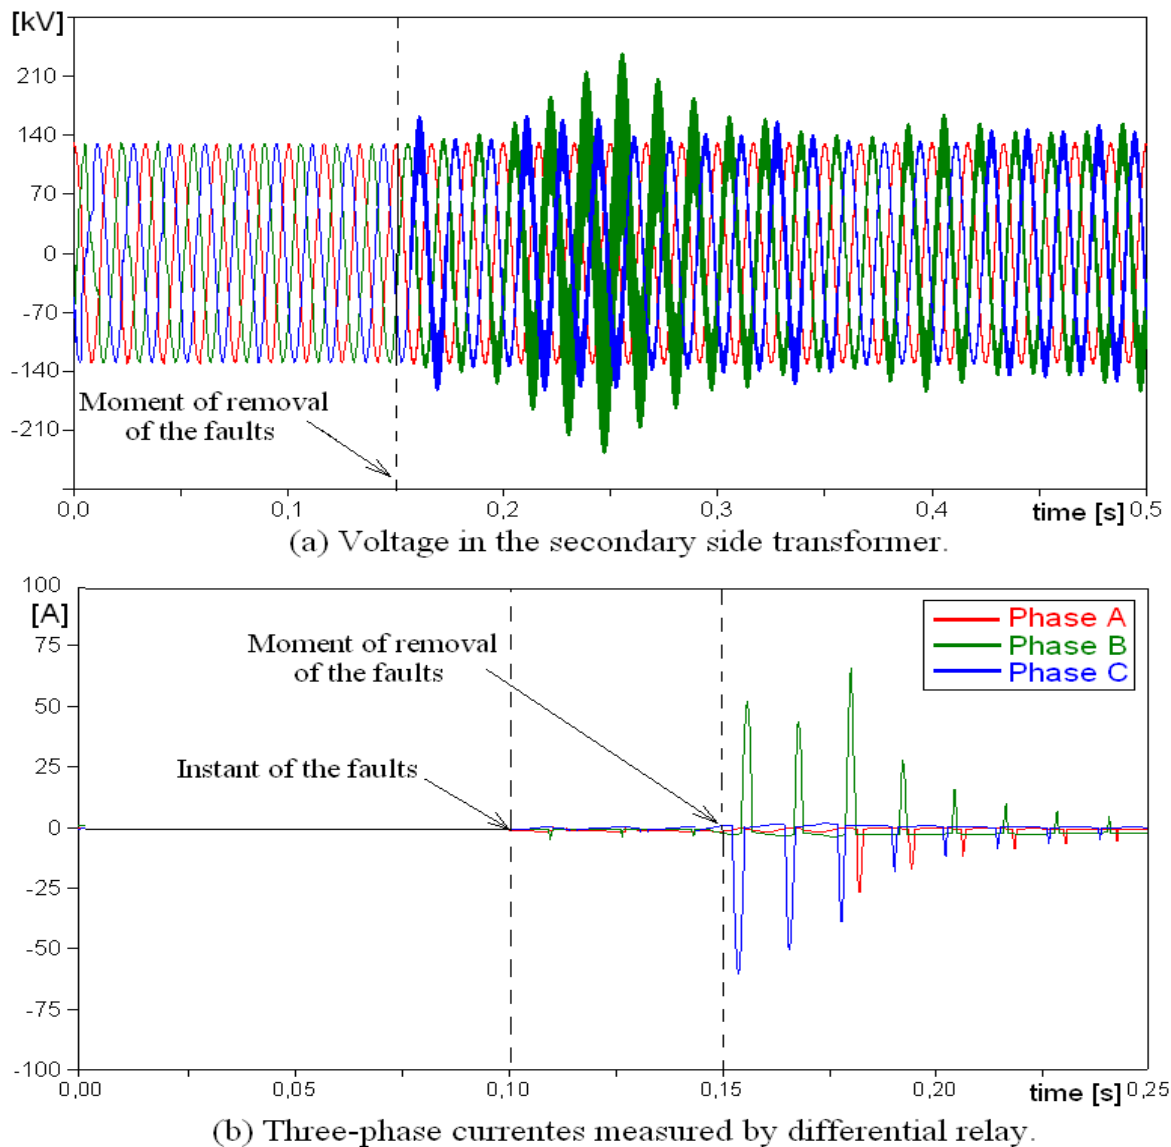 [kV]
210
140
70
0
-70
-140
-210
Moment of removal
of the faults
0,0
0,1
0,2
0,3
0,4
0,5
time [s]
(a) Voltage in the secondary side transformer.
100
[A]
75
50
25
0
-25
-50
-75
-100
Moment of removal
of the faults
Instant of the faults
Phase A
Phase B
Phase C
0,00
0,05
0,10
0,15
0,20
0,25
time [s]
(b) Three-phase currentes measured by differential relay.